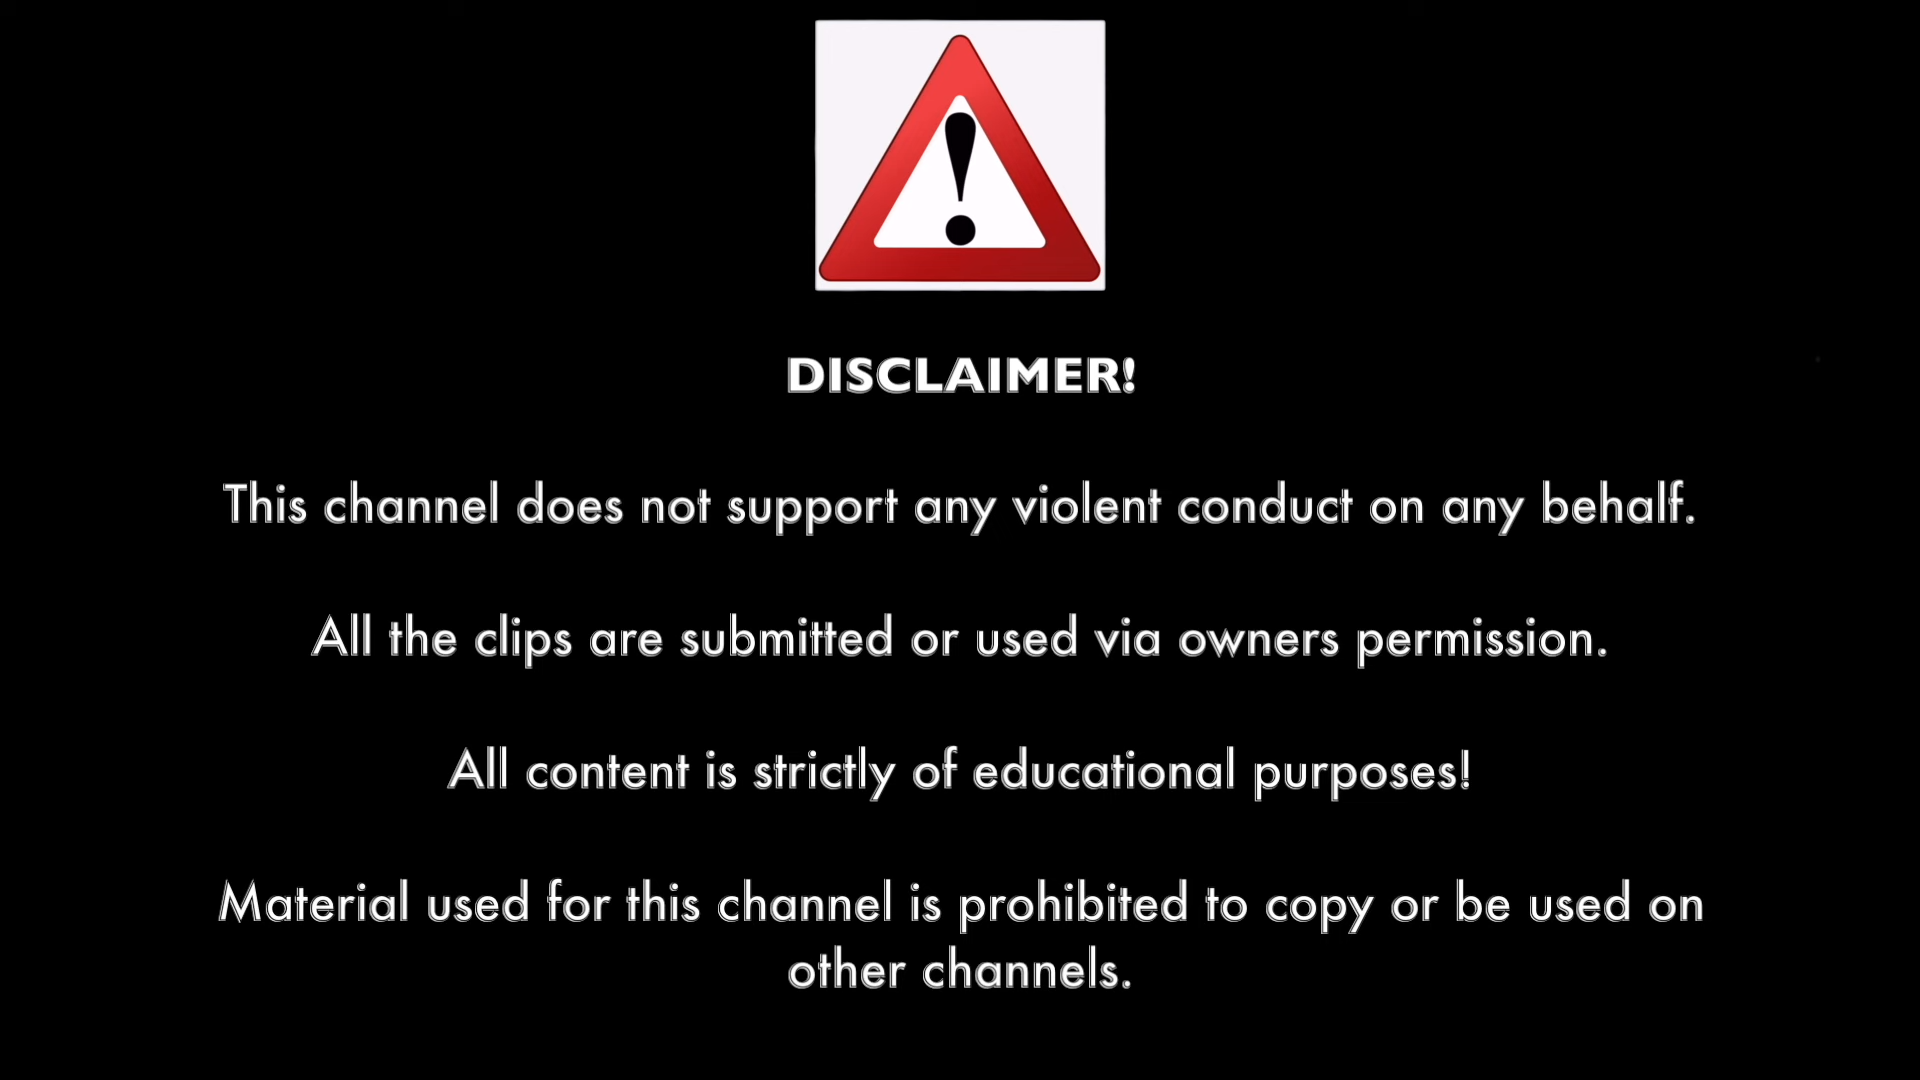 DISCLAIMER!
This channel does not support any violent conduct on any behalf.
All the clips are submitted or used via owners permission.
All content is strictly of educational purposes!
Material used for this channel is prohibited to copy or be used on
other channels.